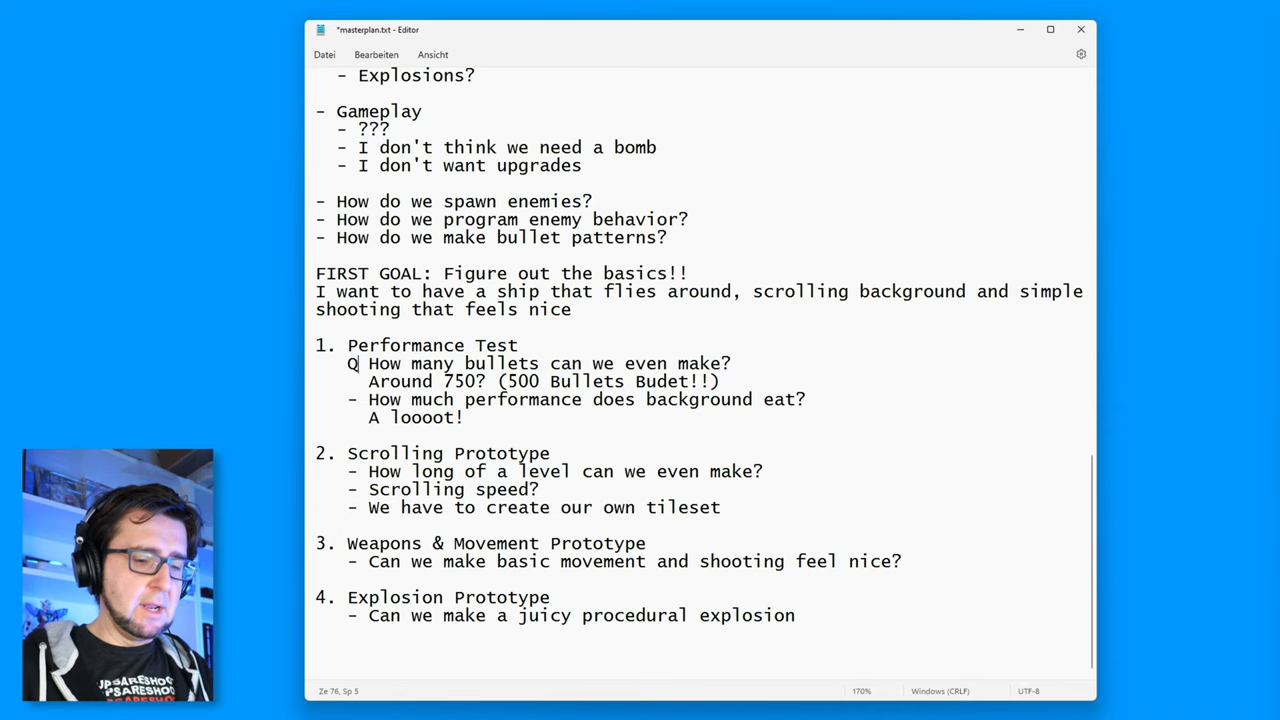 *masterplan.txt - Editor
Datei Bearbeiten Ansicht
- Explosions?
- Gameplay
- ???
- I don't think we need a bomb
- I don't want upgrades
- How do we spawn enemies?
- How do we program enemy behavior?
- How do we make bullet patterns?
FIRST GOAL: Figure out the basics!!
I want to have a ship that flies around, scrolling background and simple
shooting that feels nice
1. Performance Test
Q How many bullets can we even make?
Around 750? (500 Bullets Budet!!)
- How much performance does background eat?
A loooot!
2. Scrolling Prototype
- How long of a level can we even make?
- Scrolling speed?
- We have to create our own tileset
3. Weapons & Movement Prototype
- Can we make basic movement and shooting feel nice?
4. Explosion Prototype
- Can we make a juicy procedural explosion
Ze 76, Sp 5 170% Windows (CRLF) UTF-8